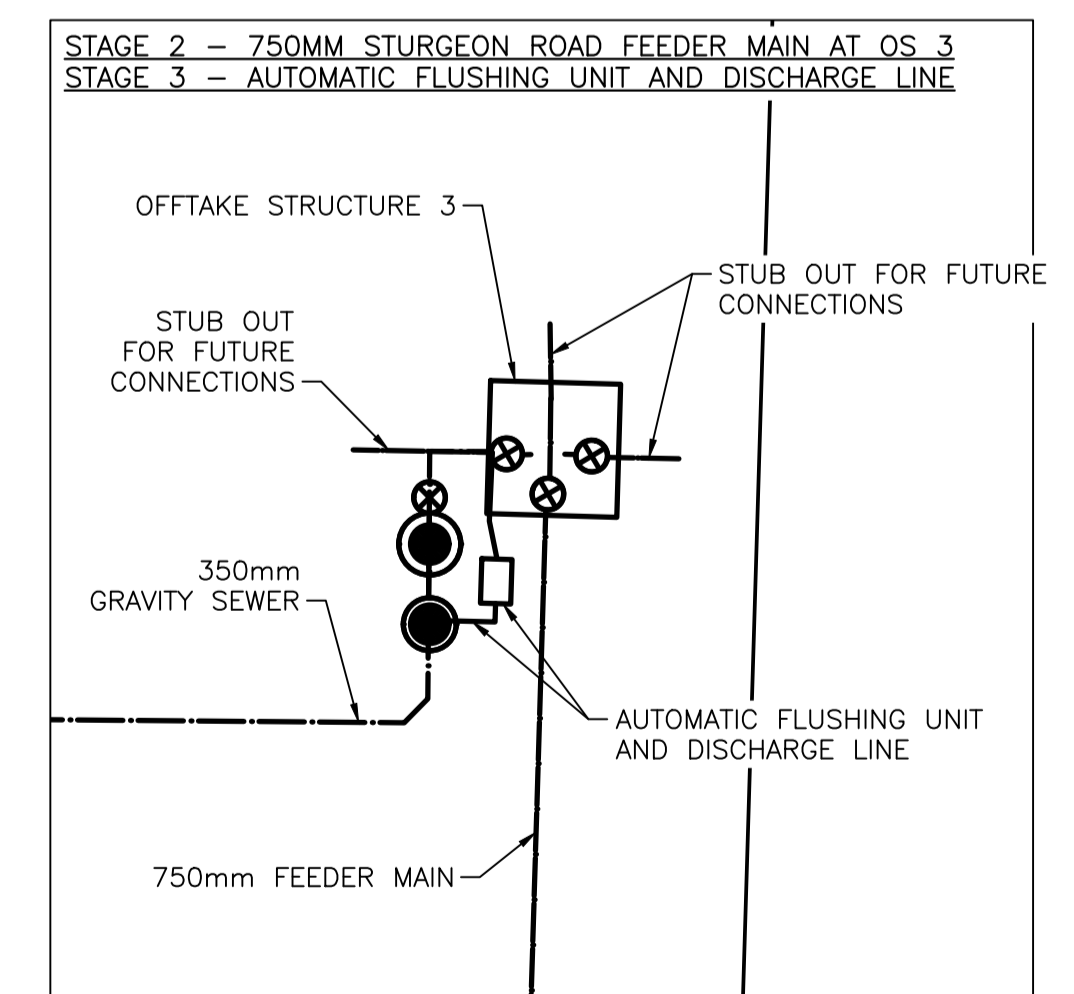 STAGE 2 - 750MM STURGEON ROAD FEEDER MAIN AT OS 3
STAGE 3 - AUTOMATIC FLUSHING UNIT AND DISCHARGE LINE
OFFTAKE STRUCTURE 3
STUB OUT FOR FUTURE
CONNECTIONS
STUB OUT
FOR FUTURE
CONNECTIONS
350mm
GRAVITY SEWER
AUTOMATIC FLUSHING UNIT
AND DISCHARGE LINE
750mm FEEDER MAIN